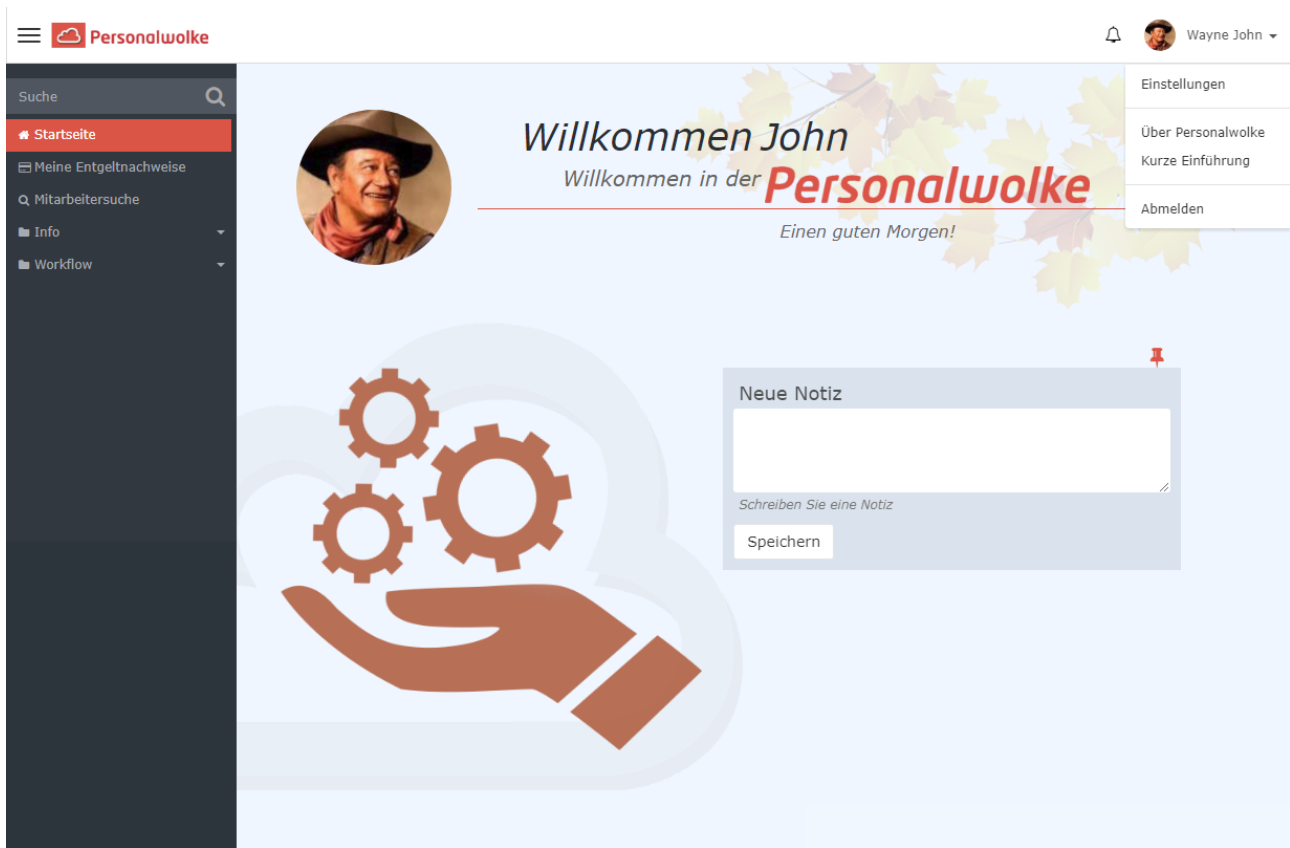 Personalwolke
Wayne John
Suche
Startseite
Meine Entgeltnachweise
Mitarbeitersuche
Info
Workflow
Einstellungen
Über Personalwolke
Kurze Einführung
Abmelden
Willkommen John
Willkommen in der Personalwolke
Einen guten Morgen!
Neue Notiz
Schreiben Sie eine Notiz
Speichern